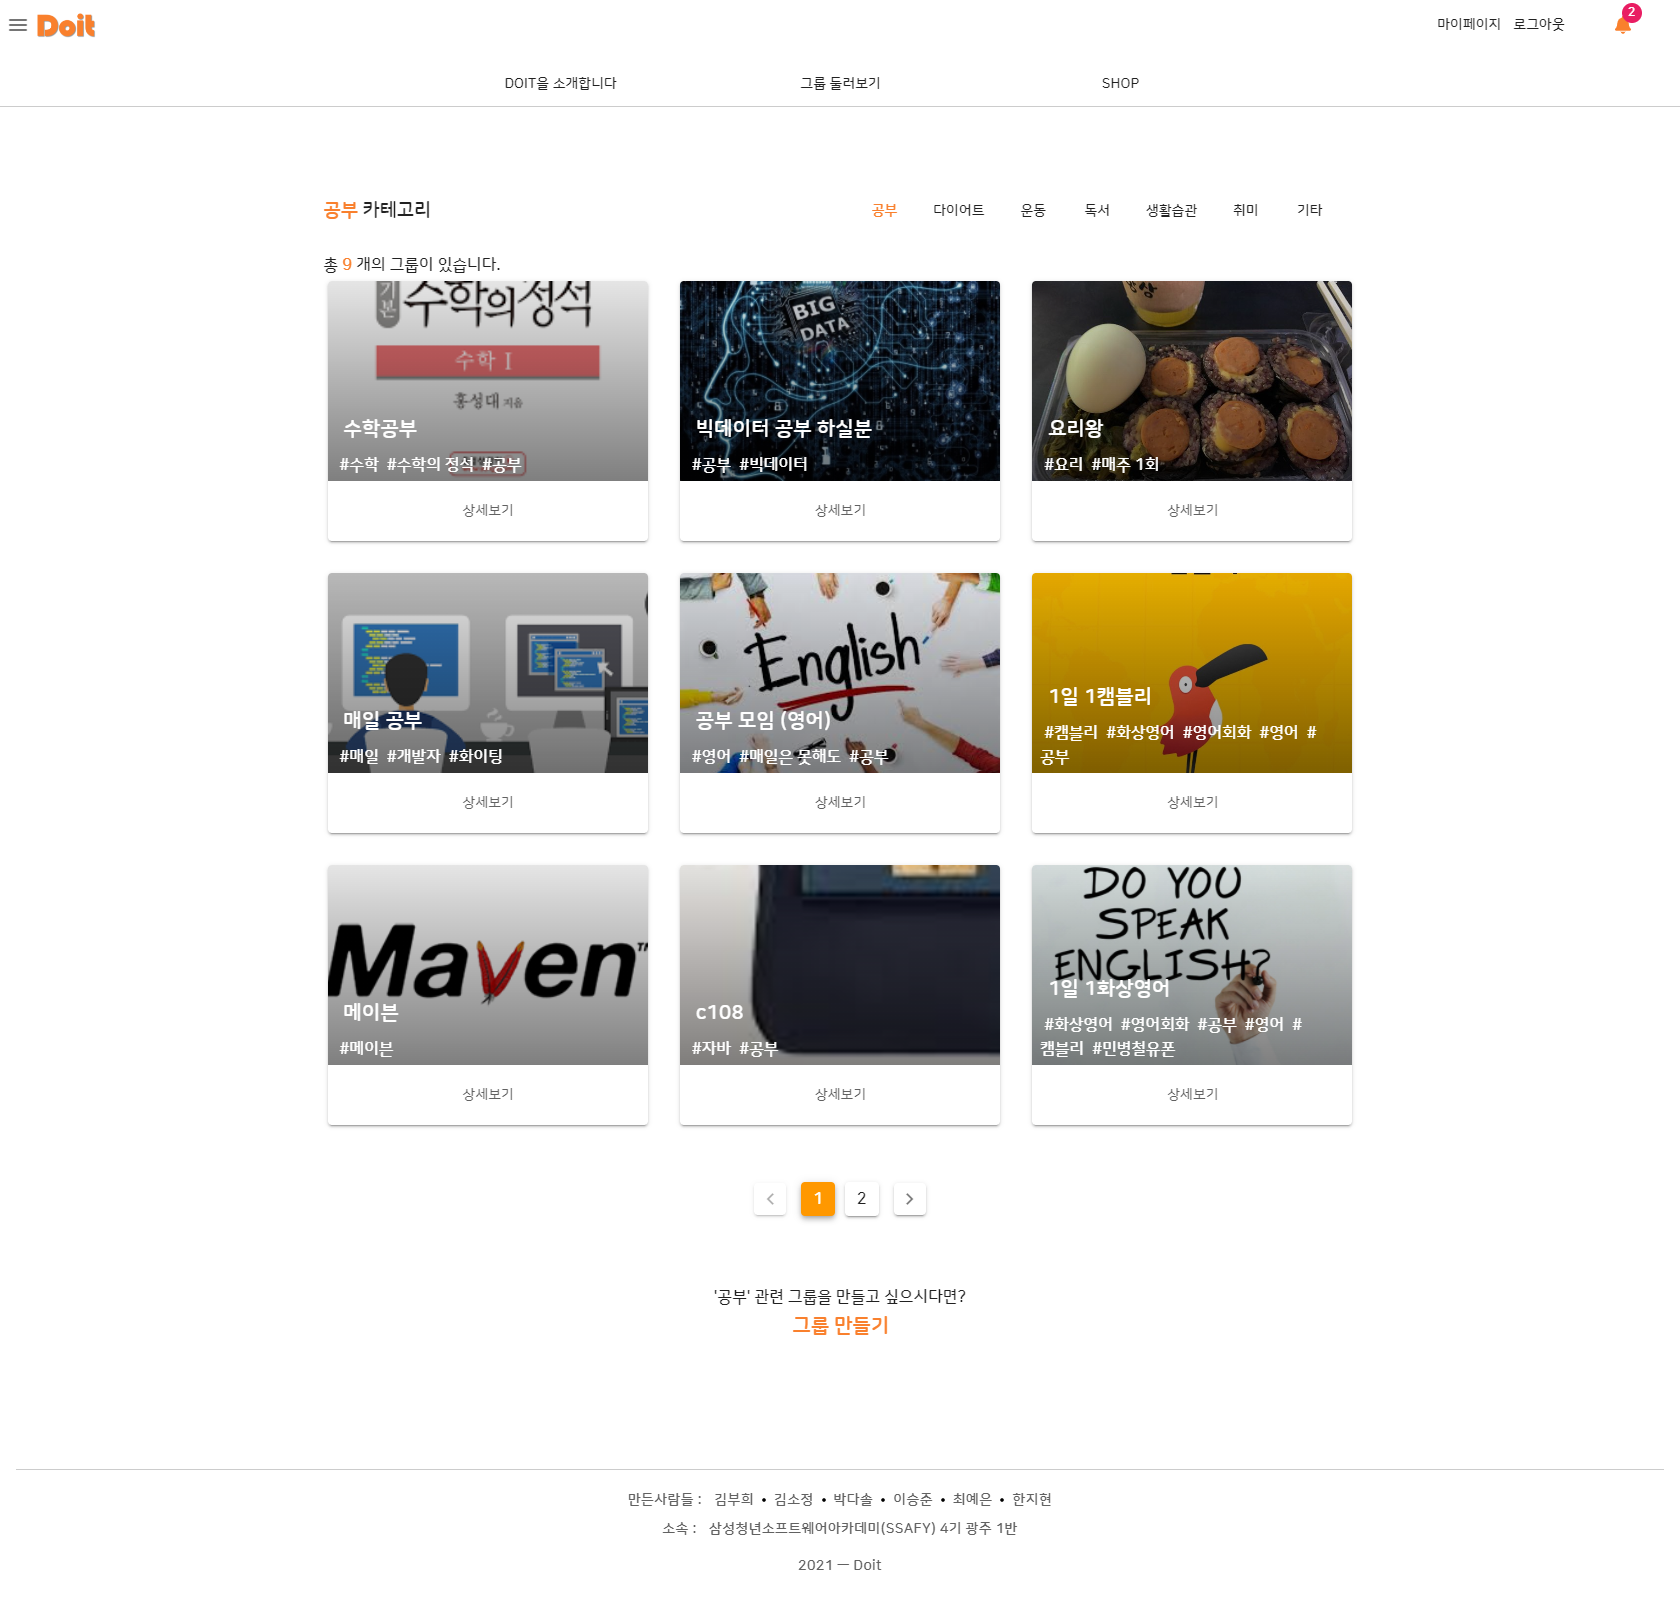 Doit
마이페이지 로그아웃 2
DOIT을 소개합니다 그룹 둘러보기 SHOP
공부 카테고리 공부 다이어트 운동 독서 생활습관 취미 기타
총 9 개의 그룹이 있습니다.
기본 수학의정석
수학 I
홍성대 지음
수학공부
#수학 #수학의 정석 #공부
상세보기
BIG
DATA
빅데이터 공부 하실분
#공부 #빅데이터
상세보기
요리왕
#요리 #매주 1회
상세보기
매일 공부
#매일 #개발자 #화이팅
상세보기
English
공부 모임 (영어)
#영어 #매일은 못해도 #공부
상세보기
1일 1캠블리
#캠블리 #화상영어 #영어회화 #영어 #
공부
상세보기
Maven™
메이븐
#메이븐
상세보기
c108
#자바 #공부
상세보기
DO YOU
SPEAK
ENGLISH?
1일 1화상영어
#화상영어 #영어회화 #공부 #영어 #
캠블리 #민병철유폰
상세보기
1 2
'공부' 관련 그룹을 만들고 싶으시다면?
그룹 만들기
만든사람들 : 김부희 • 김소정 • 박다솔 • 이승준 • 최예은 • 한지현
소속 : 삼성청년소프트웨어아카데미(SSAFY) 4기 광주 1반
2021 — Doit